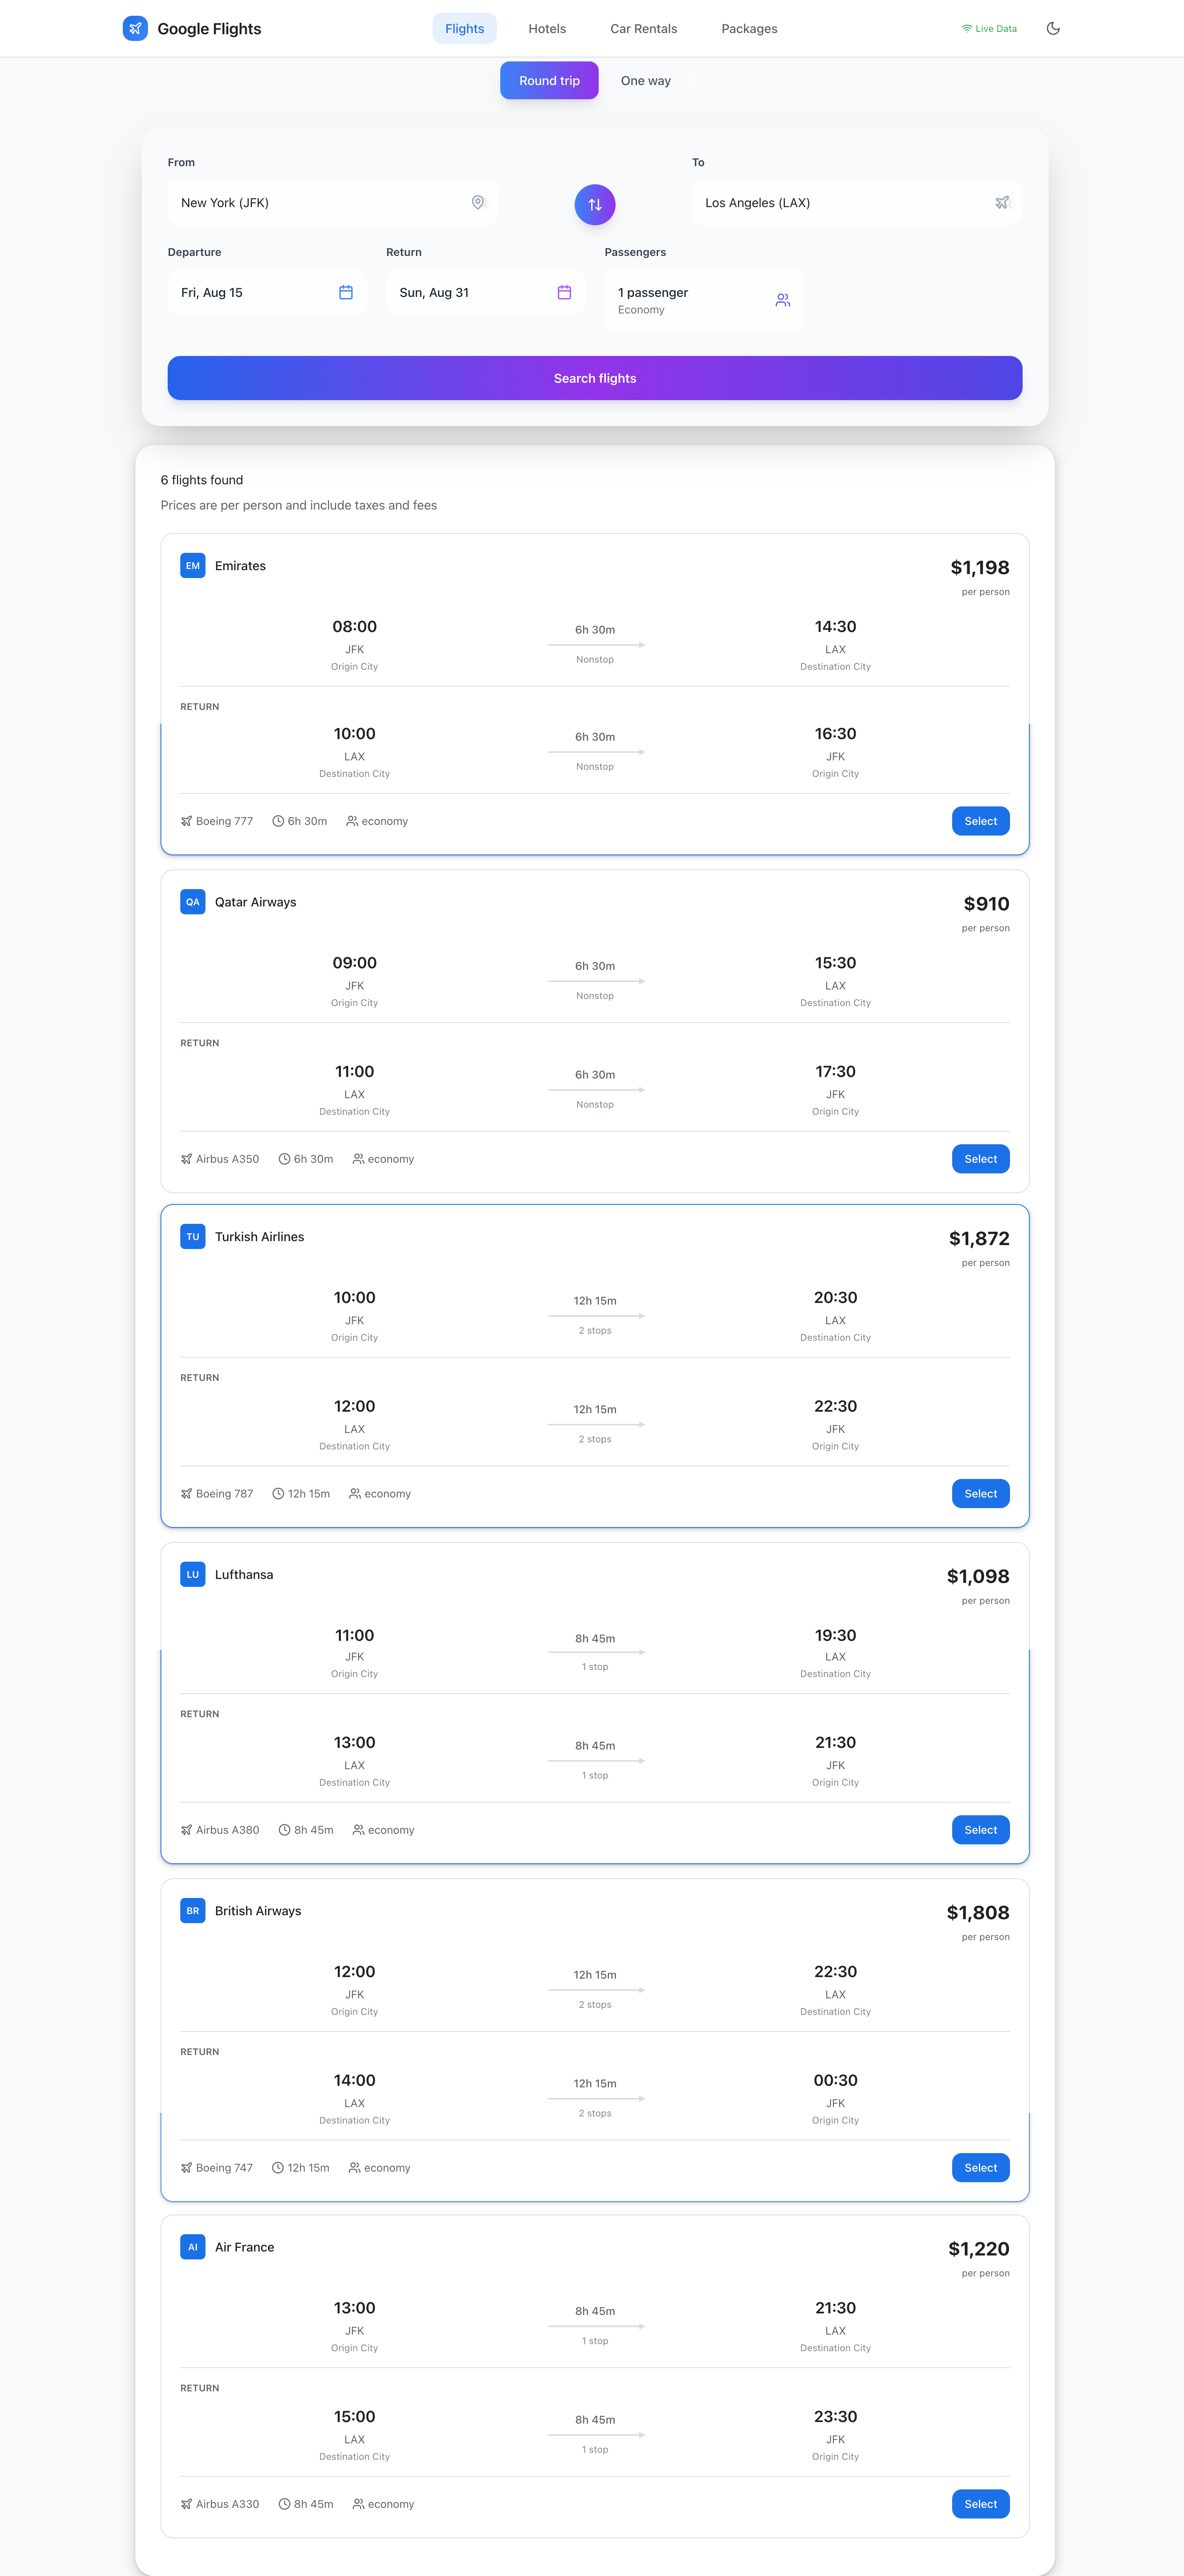 Google Flights
Flights
Hotels
Car Rentals
Packages
Live Data
Round trip
One way
From
To
New York (JFK)
Los Angeles (LAX)
Departure
Return
Passengers
Fri, Aug 15
Sun, Aug 31
1 passenger
Economy
Search flights
6 flights found
Prices are per person and include taxes and fees
EM
Emirates
$1,198
per person
08:00
6h 30m
14:30
JFK
Nonstop
LAX
Origin City
Destination City
RETURN
10:00
6h 30m
16:30
LAX
Nonstop
JFK
Destination City
Origin City
Boeing 777
6h 30m
economy
Select
QA
Qatar Airways
$910
per person
09:00
6h 30m
15:30
JFK
Nonstop
LAX
Origin City
Destination City
RETURN
11:00
6h 30m
17:30
LAX
Nonstop
JFK
Destination City
Origin City
Airbus A350
6h 30m
economy
Select
TU
Turkish Airlines
$1,872
per person
10:00
12h 15m
20:30
JFK
2 stops
LAX
Origin City
Destination City
RETURN
12:00
12h 15m
22:30
LAX
2 stops
JFK
Destination City
Origin City
Boeing 787
12h 15m
economy
Select
LU
Lufthansa
$1,098
per person
11:00
8h 45m
19:30
JFK
1 stop
LAX
Origin City
Destination City
RETURN
13:00
8h 45m
21:30
LAX
1 stop
JFK
Destination City
Origin City
Airbus A380
8h 45m
economy
Select
BR
British Airways
$1,808
per person
12:00
12h 15m
22:30
JFK
2 stops
LAX
Origin City
Destination City
RETURN
14:00
12h 15m
00:30
LAX
2 stops
JFK
Destination City
Origin City
Boeing 747
12h 15m
economy
Select
AI
Air France
$1,220
per person
13:00
8h 45m
21:30
JFK
1 stop
LAX
Origin City
Destination City
RETURN
15:00
8h 45m
23:30
LAX
1 stop
JFK
Destination City
Origin City
Airbus A330
8h 45m
economy
Select